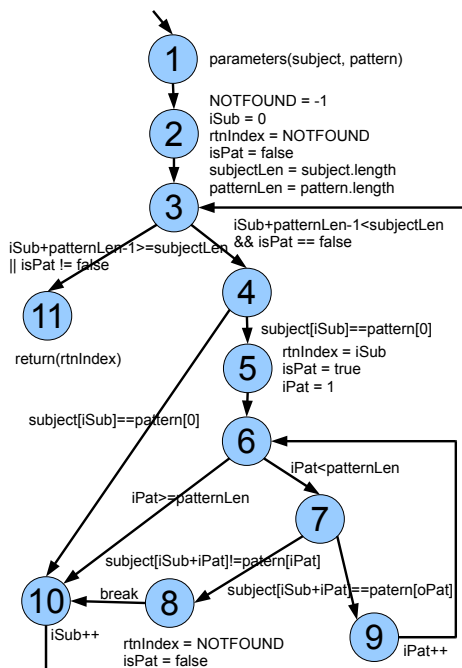 1
parameters(subject, pattern)
NOTFOUND = -1
iSub = 0
rtnIndex = NOTFOUND
isPat = false
subjectLen = subject.length
patternLen = pattern.length
2
3
iSub+patternLen-1<subjectLen
&& isPat == false
iSub+patternLen-1>=subjectLen
|| isPat != false
4
11
return(rtnIndex)
subject[iSub]==pattern[0]
5
rtnIndex = iSub
isPat = true
iPat = 1
subject[iSub]==pattern[0]
6
iPat<patternLen
iPat>=patternLen
7
subject[iSub+iPat]!=patern[iPat]
subject[iSub+iPat]==patern[oPat]
break
10
8
9
iSub++
rtnIndex = NOTFOUND
isPat = false
iPat++